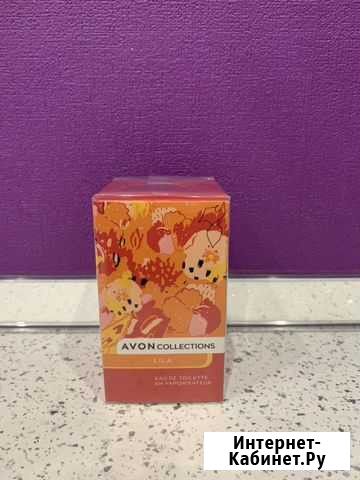 AVON COLLECTIONS
LILA
EAU DE TOILETTE
EN VAPORISATEUR
Интернет-
Кабинет.Ру